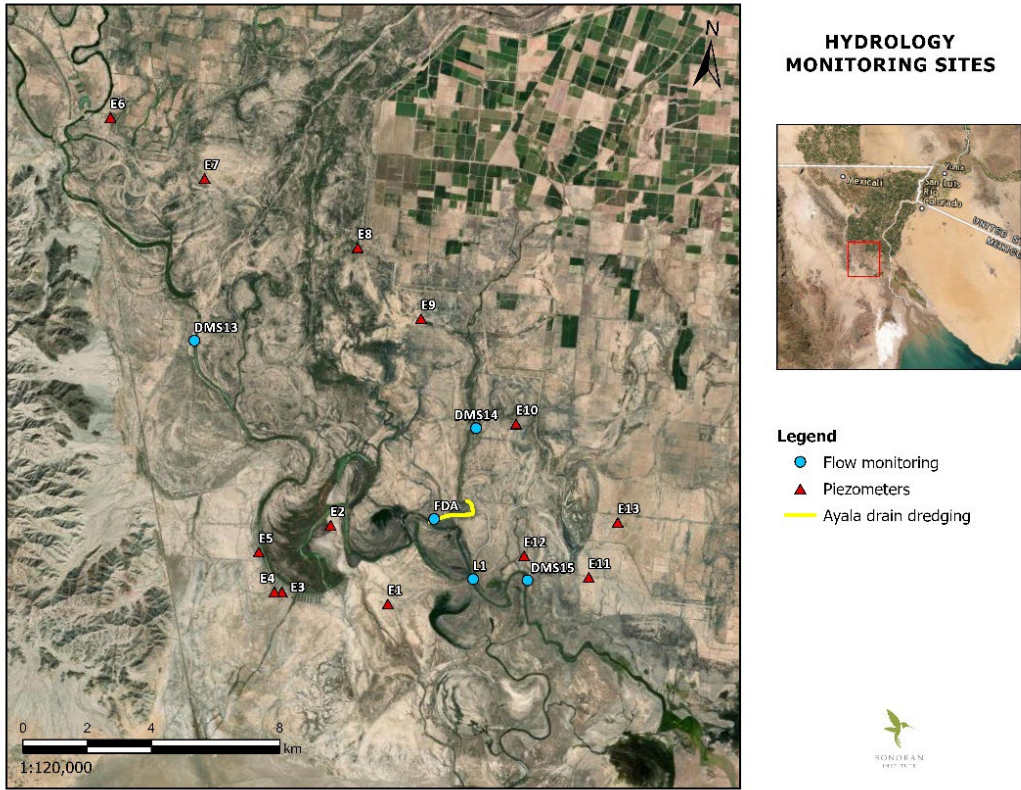 HYDROLOGY
MONITORING SITES
N
E6
E7
E8
E9
DMS13
DMS14
E10
FDA
E2
E13
E5
E12
L1
DMS15
E11
E4
E3
E1
0 2 4 8
km
1:120,000
Yuma
Mexicali
San Luis
Río
Colorado
UNITED S
MEXICO
Legend
Flow monitoring
Piezometers
Ayala drain dredging
SONORAN
INSTITUTE